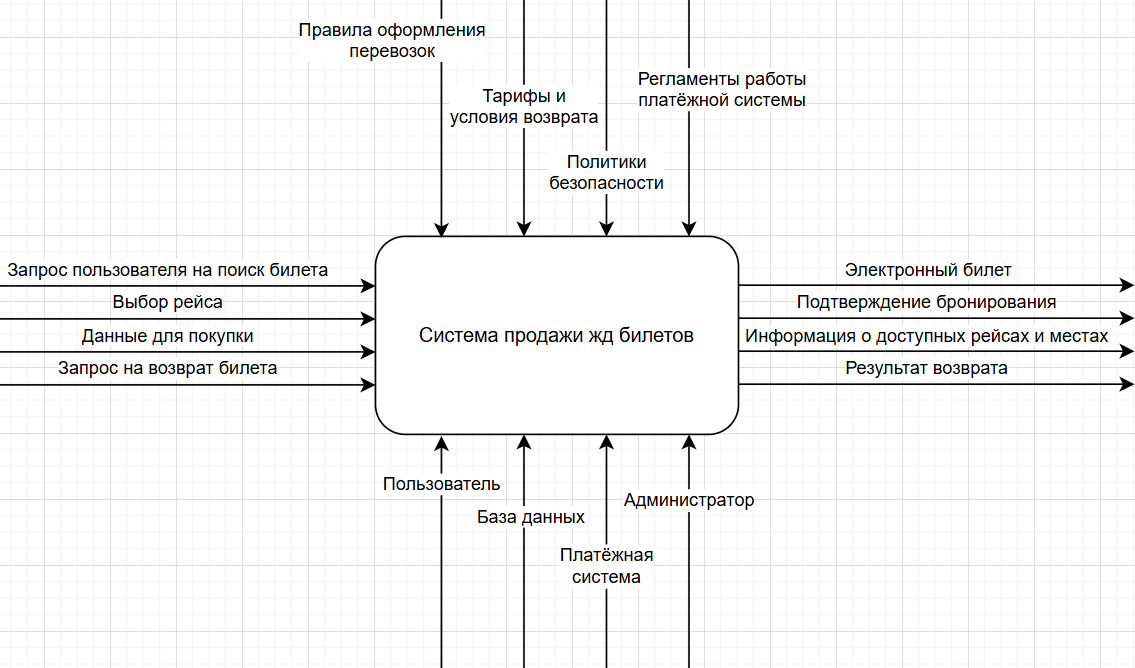 Правила оформления
перевозок
Регламенты работы
платёжной системы
Тарифы и
условия возврата
Политики
безопасности
Запрос пользователя на поиск билета
Выбор рейса
Данные для покупки
Запрос на возврат билета
Система продажи жд билетов
Электронный билет
Подтверждение бронирования
Информация о доступных рейсах и местах
Результат возврата
Пользователь
База данных
Платёжная
система
Администратор